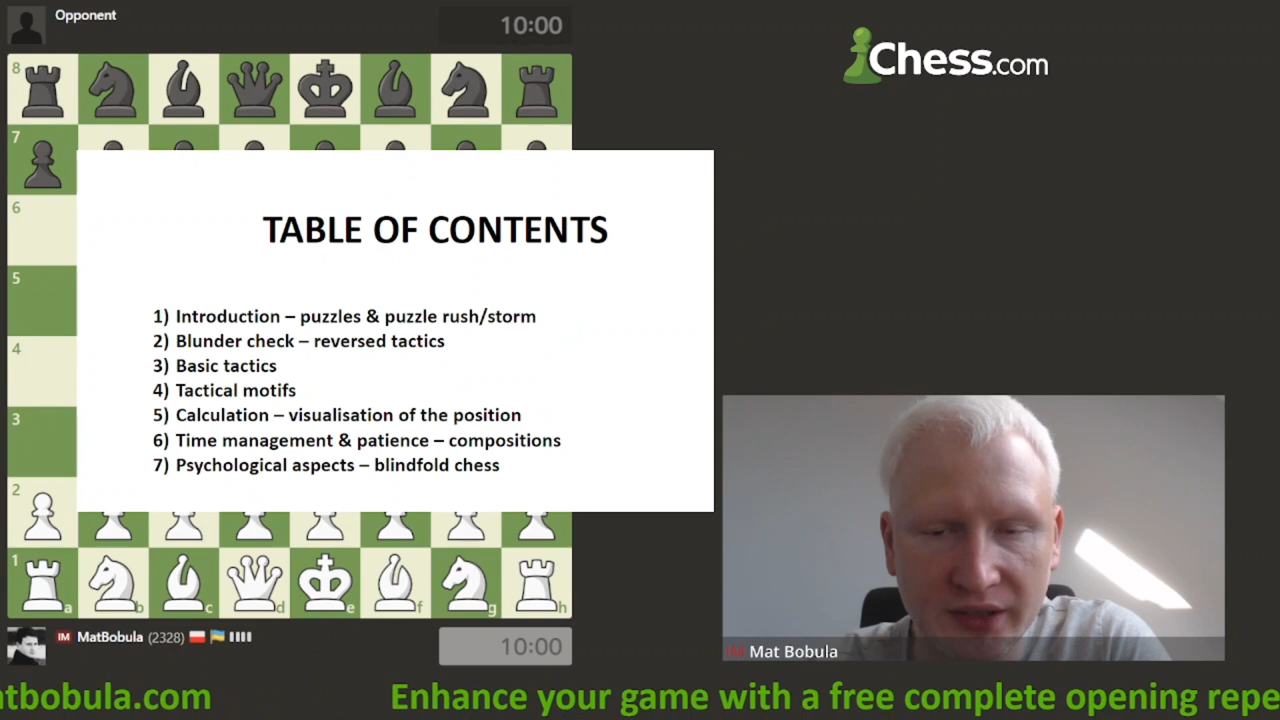 Opponent
10:00
Chess.com
8
7
6
5
4
3
2
1
TABLE OF CONTENTS
1) Introduction – puzzles & puzzle rush/storm
2) Blunder check – reversed tactics
3) Basic tactics
4) Tactical motifs
5) Calculation – visualisation of the position
6) Time management & patience – compositions
7) Psychological aspects – blindfold chess
a b c d e f g h
IM MatBobula (2328)
10:00
IM Mat Bobula
atbobula.com
Enhance your game with a free complete opening repe